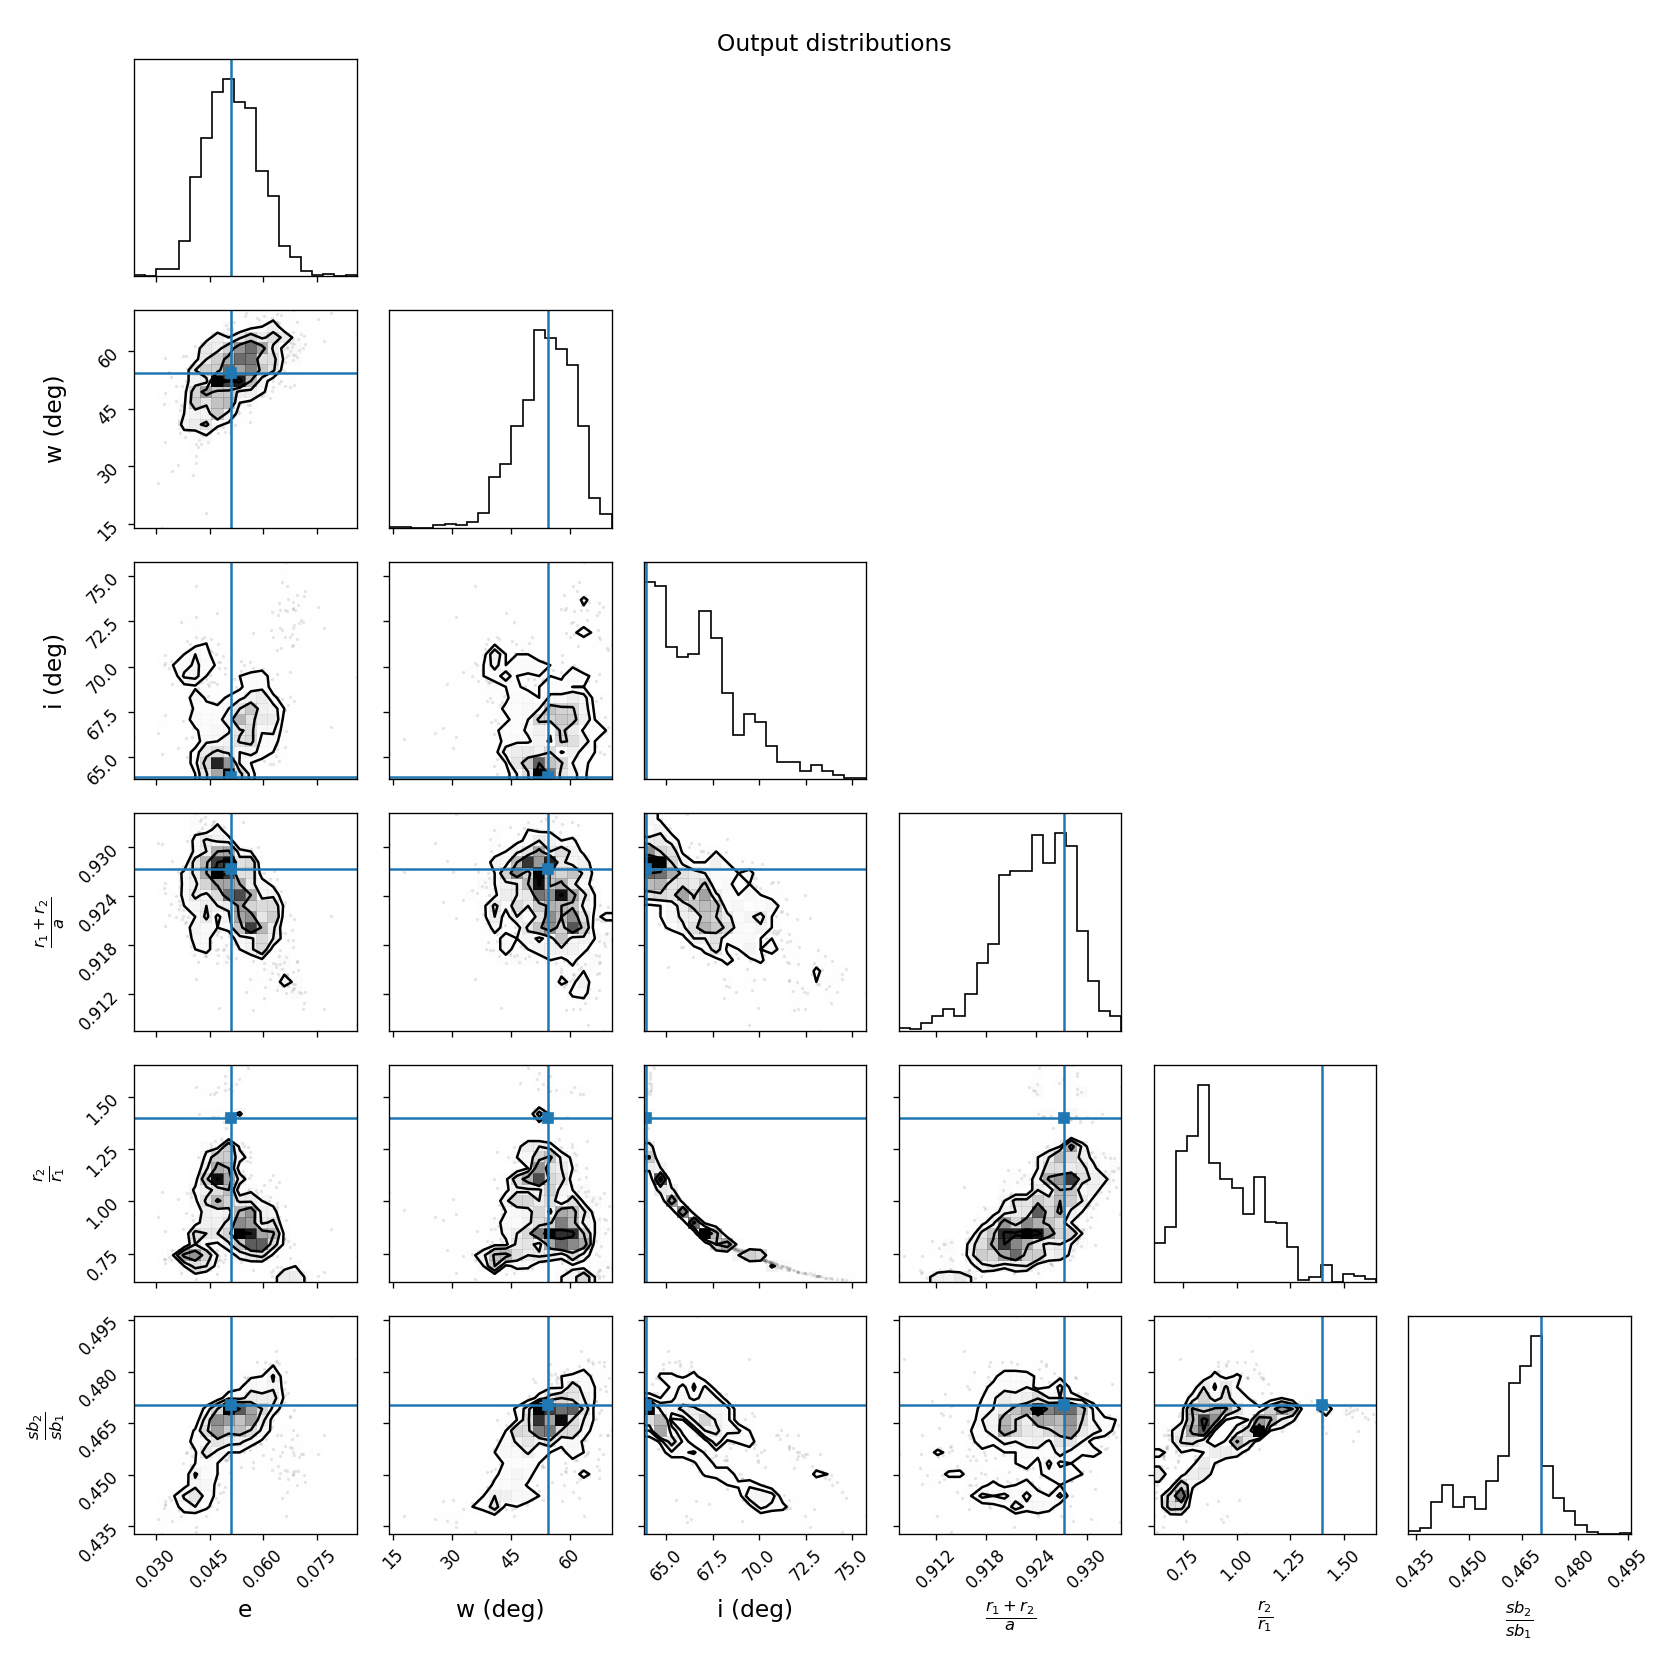 Output distributions
60
w (deg)
45
30
15
75.0
72.5
i (deg)
70.0
67.5
65.0
0.930
0.924
r₁ + r₂
a
0.918
0.912
1.50
1.25
r₂
r₁
1.00
0.75
0.495
0.480
sb₂
sb₁
0.465
0.450
0.435
0.030 0.045 0.060 0.075 15 30 45 60 65.0 67.5 70.0 72.5 75.0 0.912 0.918 0.924 0.930 0.75 1.00 1.25 1.50 0.435 0.450 0.465 0.480 0.495
e w (deg) i (deg)
r₁ + r₂
a
r₂
r₁
sb₂
sb₁